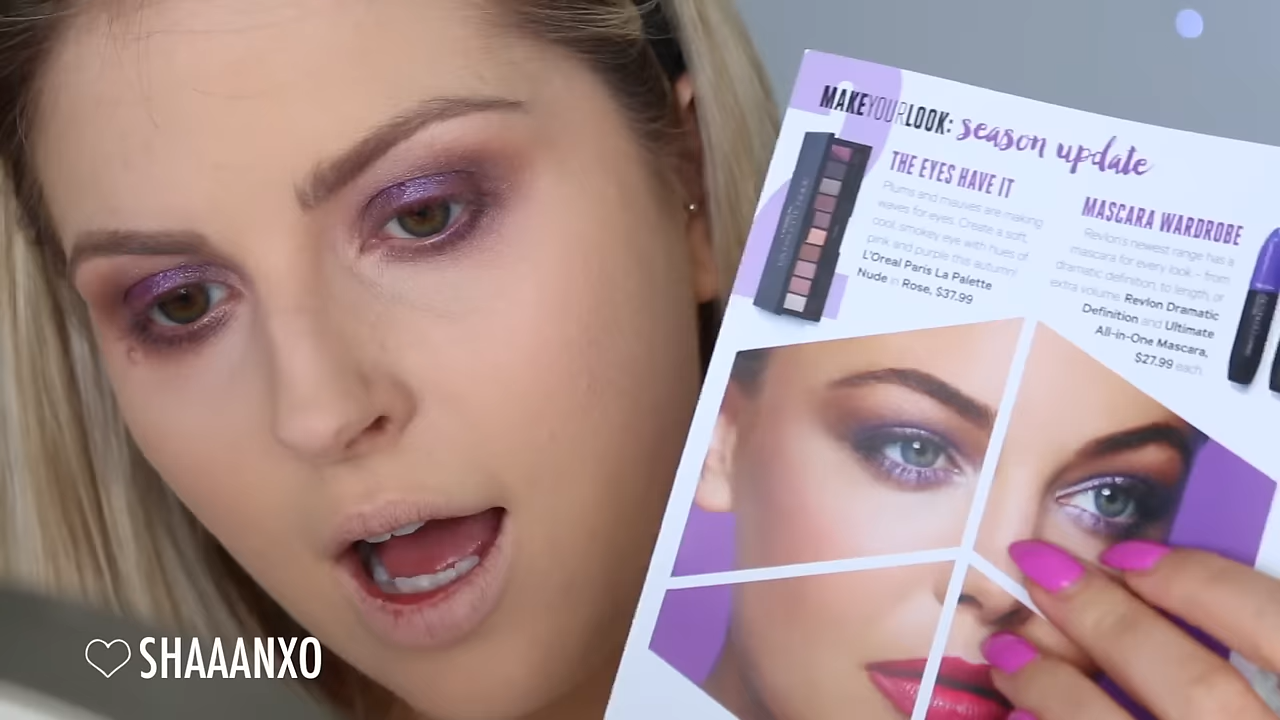 MAKEYOURLOOK: season update
THE EYES HAVE IT
Plums and mauves are making
waves for eyes. Create a soft,
cool, smokey eye with hues of
pink and purple this autumn!
L'Oreal Paris La Palette
Nude in Rose, $37.99
MASCARA WARDROBE
Revlon's newest range has a
mascara for every look – from
dramatic definition, to length, or
extra volume. Revlon Dramatic
Definition and Ultimate
All-in-One Mascara,
$27.99 each.
SHAAANXO